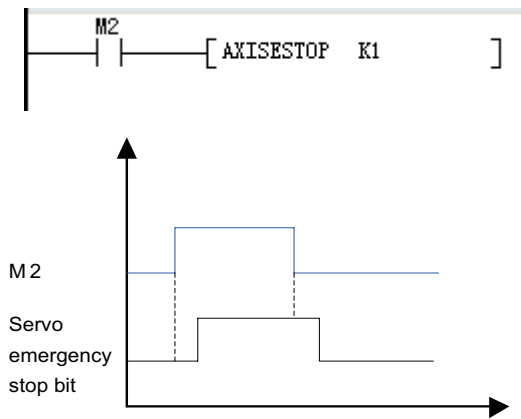 M2
[ AXISESTOP K1 ]
M 2
Servo
emergency
stop bit